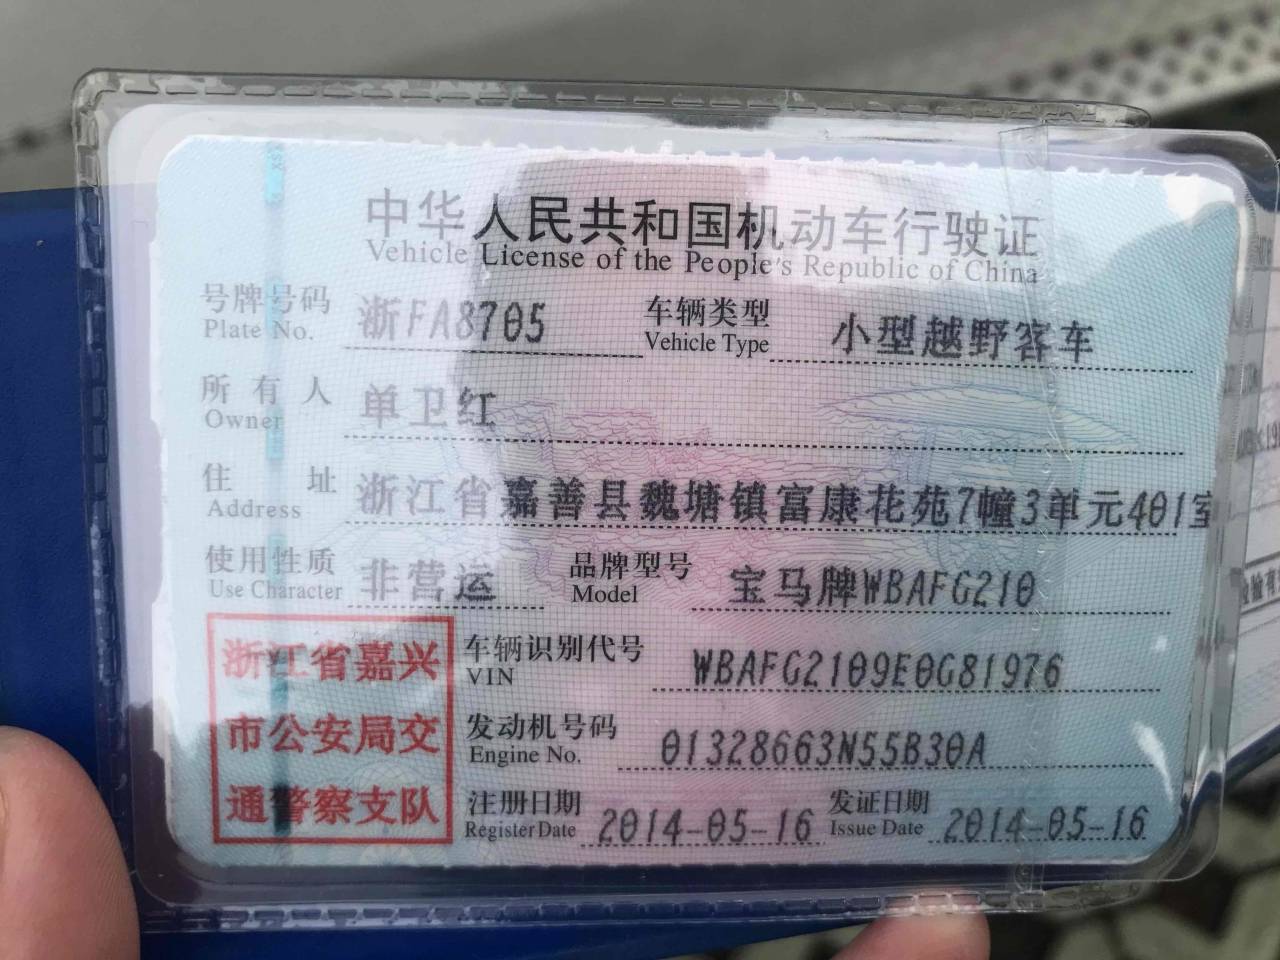 中华人民共和国机动车行驶证
Vehicle License of the People's Republic of China
号牌号码 浙FA8705 车辆类型 小型越野客车
Plate No. Vehicle Type
所有人 单卫红
Owner
住址 浙江省嘉善县魏塘镇富康花苑7幢3单元401室
Address
使用性质 非营运 品牌型号 宝马牌WBAFG210
Use Character Model
浙江省嘉兴 车辆识别代号 WBAFG2109E0G81976
VIN
市公安局交 发动机号码 01328663N55B30A
Engine No.
通警察支队 注册日期 2014-05-16 发证日期 2014-05-16
Register Date Issue Date